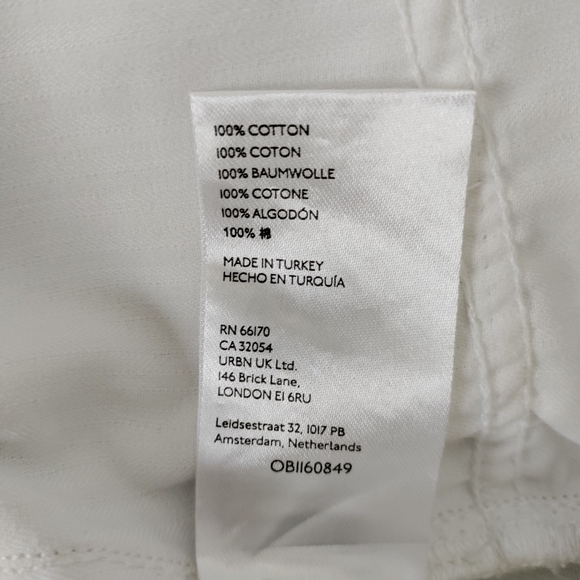 100% COTTON
100% COTON
100% BAUMWOLLE
100% COTONE
100% ALGODÓN
100% 棉
MADE IN TURKEY
HECHO EN TURQUÍA
RN 66170
CA 32054
URBN UK Ltd.
146 Brick Lane,
LONDON E1 6RU
Leidsestraat 32, 1017 PB
Amsterdam, Netherlands
OB1160849